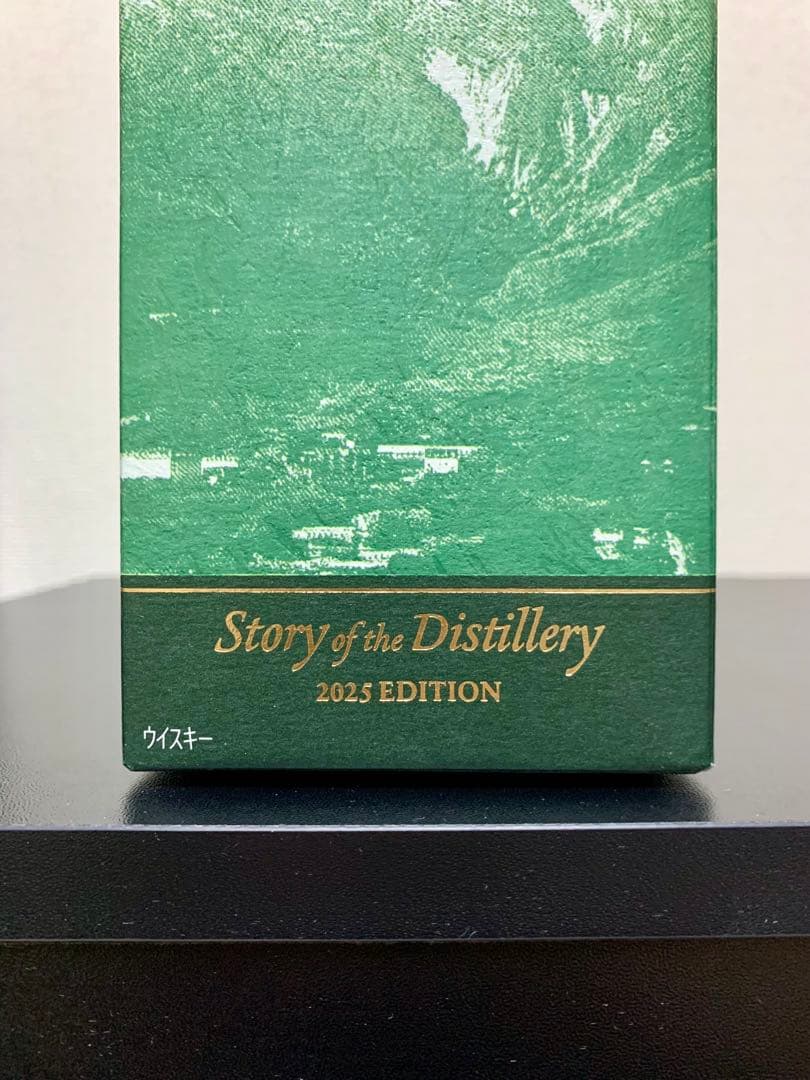 Story of the Distillery
2025 EDITION
ウイスキー